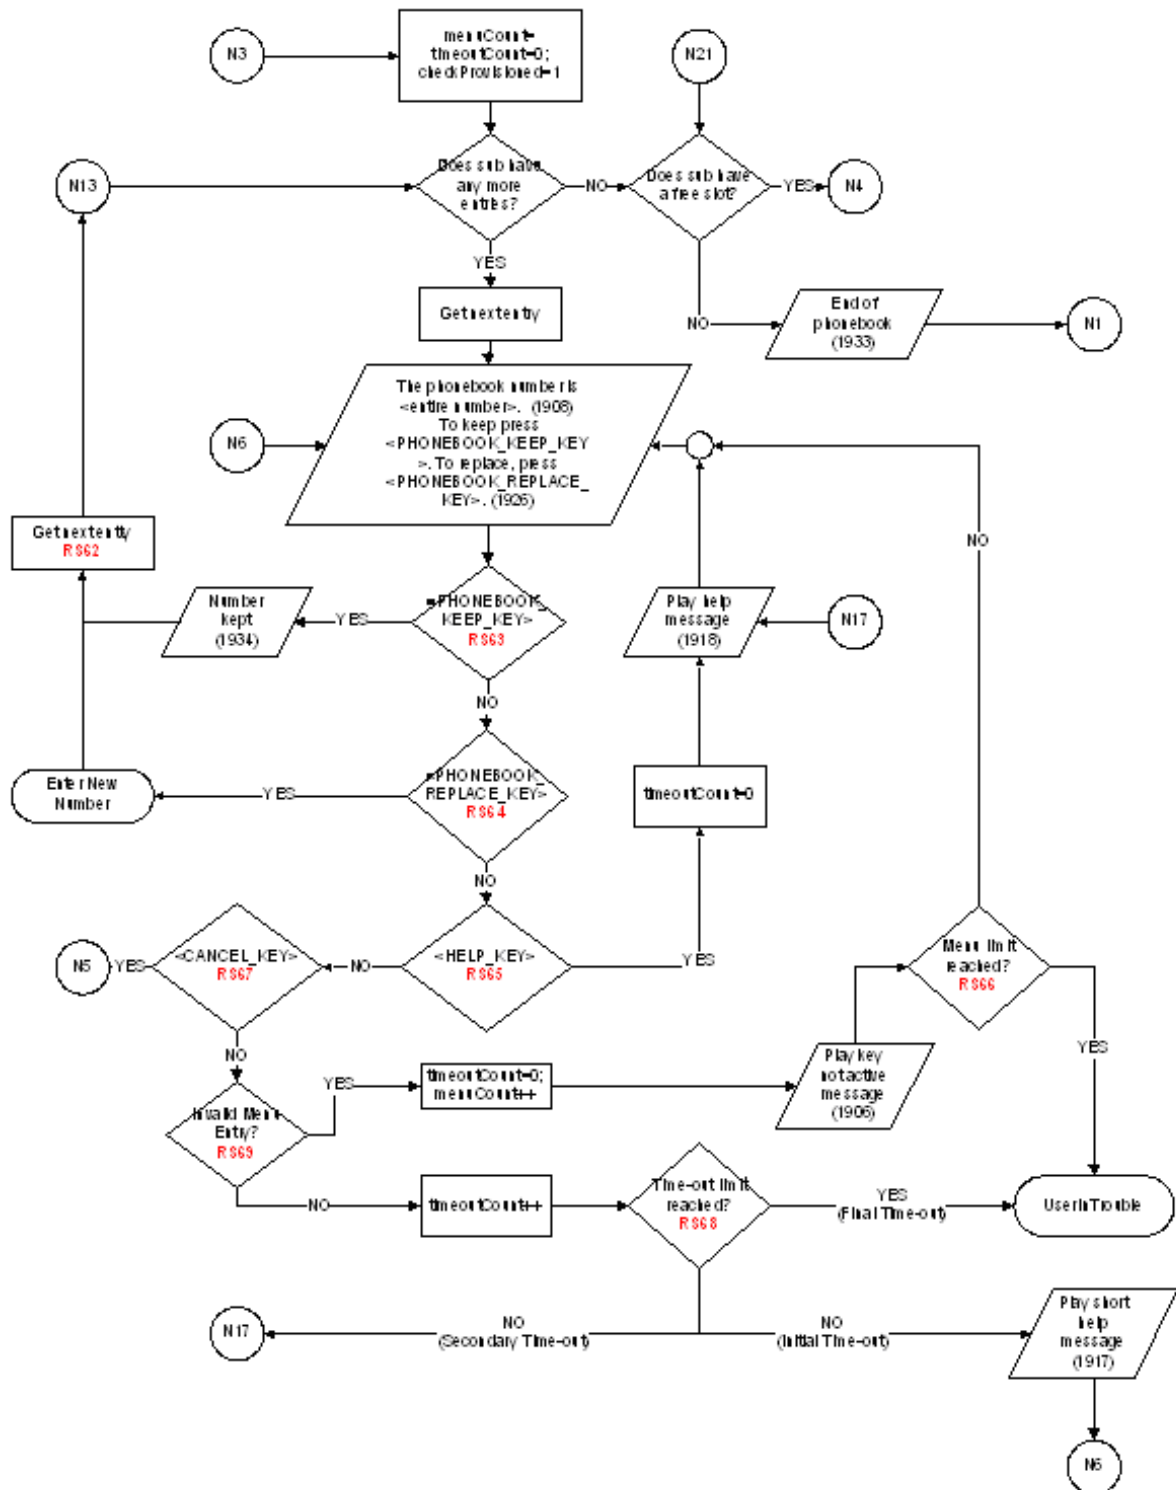 N3
menuCount=
timeoutCount=0;
checkProvisioned=1
N21
N13
Does sub have
any more
entries?
NO
Does sub have
a free slot?
YES
N4
YES
NO
End of
phonebook
(1933)
N1
Get next entry
The phonebook number is
<entire number>. (1908)
To keep press
<PHONEBOOK_KEEP_KEY
>. To replace, press
<PHONEBOOK_REPLACE_
KEY>. (1926)
N6
Get next entry
RS62
NO
Number
kept
(1934)
YES
=PHONEBOOK_
KEEP_KEY>
RS63
Play help
message
(1918)
N17
NO
Enter New
Number
YES
=PHONEBOOK_
REPLACE_KEY>
RS64
timeoutCount=0
NO
N5
YES
<CANCEL_KEY>
RS67
NO
<HELP_KEY>
RS65
YES
Menu limit
reached?
RS66
NO
YES
Invalid Menu
Entry?
RS69
YES
timeoutCount=0;
menuCount++
Play key
not active
message
(1906)
NO
timeoutCount++
Time-out limit
reached?
RS68
YES
(Final Time-out)
User In Trouble
N17
NO
(Secondary Time-out)
NO
(Initial Time-out)
Play short
help
message
(1917)
N6